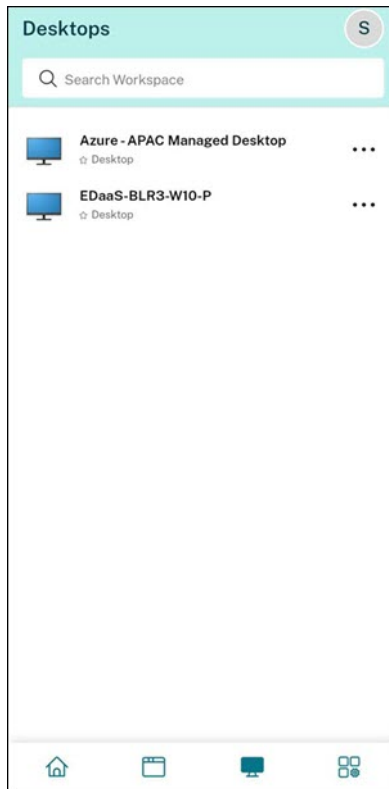 Desktops
S
Search Workspace
Azure - APAC Managed Desktop
Desktop
EDaaS-BLR3-W10-P
Desktop